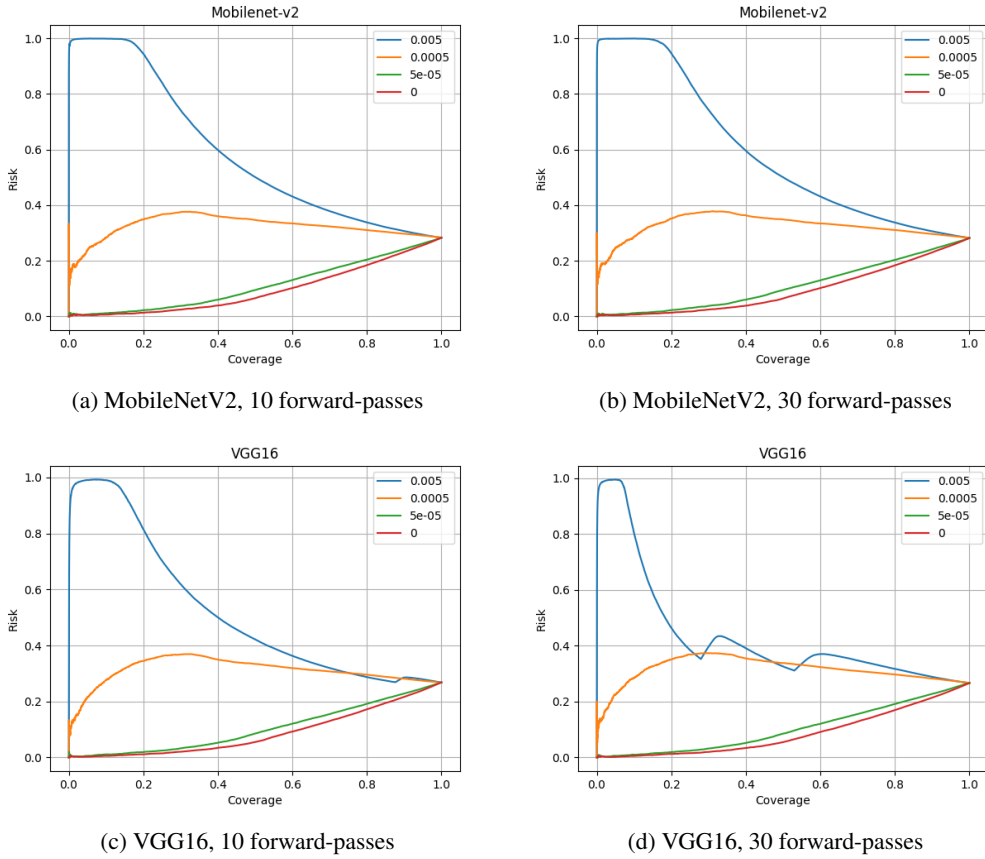 Mobilenet-v2
1.0
0.8
0.6
0.4
0.2
0.0
Risk
0.005
0.0005
5e-05
0
0.0 0.2 0.4 0.6 0.8 1.0
Coverage
(a) MobileNetV2, 10 forward-passes
Mobilenet-v2
1.0
0.8
0.6
0.4
0.2
0.0
Risk
0.005
0.0005
5e-05
0
0.0 0.2 0.4 0.6 0.8 1.0
Coverage
(b) MobileNetV2, 30 forward-passes
VGG16
1.0
0.8
0.6
0.4
0.2
0.0
Risk
0.005
0.0005
5e-05
0
0.0 0.2 0.4 0.6 0.8 1.0
Coverage
(c) VGG16, 10 forward-passes
VGG16
1.0
0.8
0.6
0.4
0.2
0.0
Risk
0.005
0.0005
5e-05
0
0.0 0.2 0.4 0.6 0.8 1.0
Coverage
(d) VGG16, 30 forward-passes